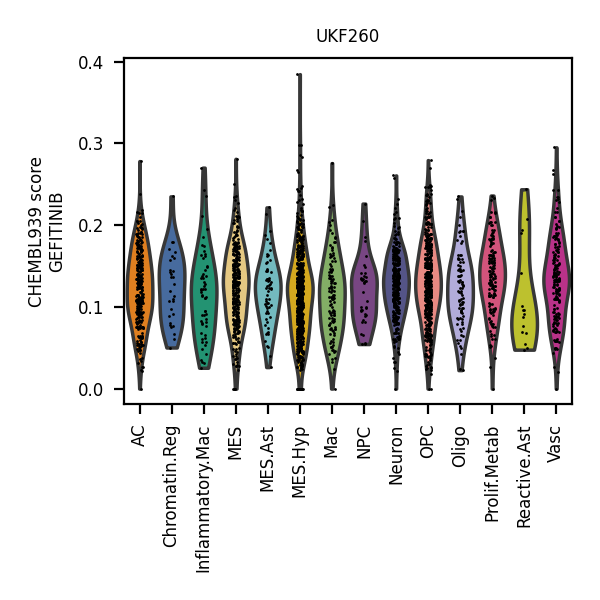 UKF260
CHEMBL939 score
GEFITINIB
0.4
0.3
0.2
0.1
0.0
AC
Chromatin.Reg
Inflammatory.Mac
MES
MES.Ast
MES.Hyp
Mac
NPC
Neuron
OPC
Oligo
Prolif.Metab
Reactive.Ast
Vasc